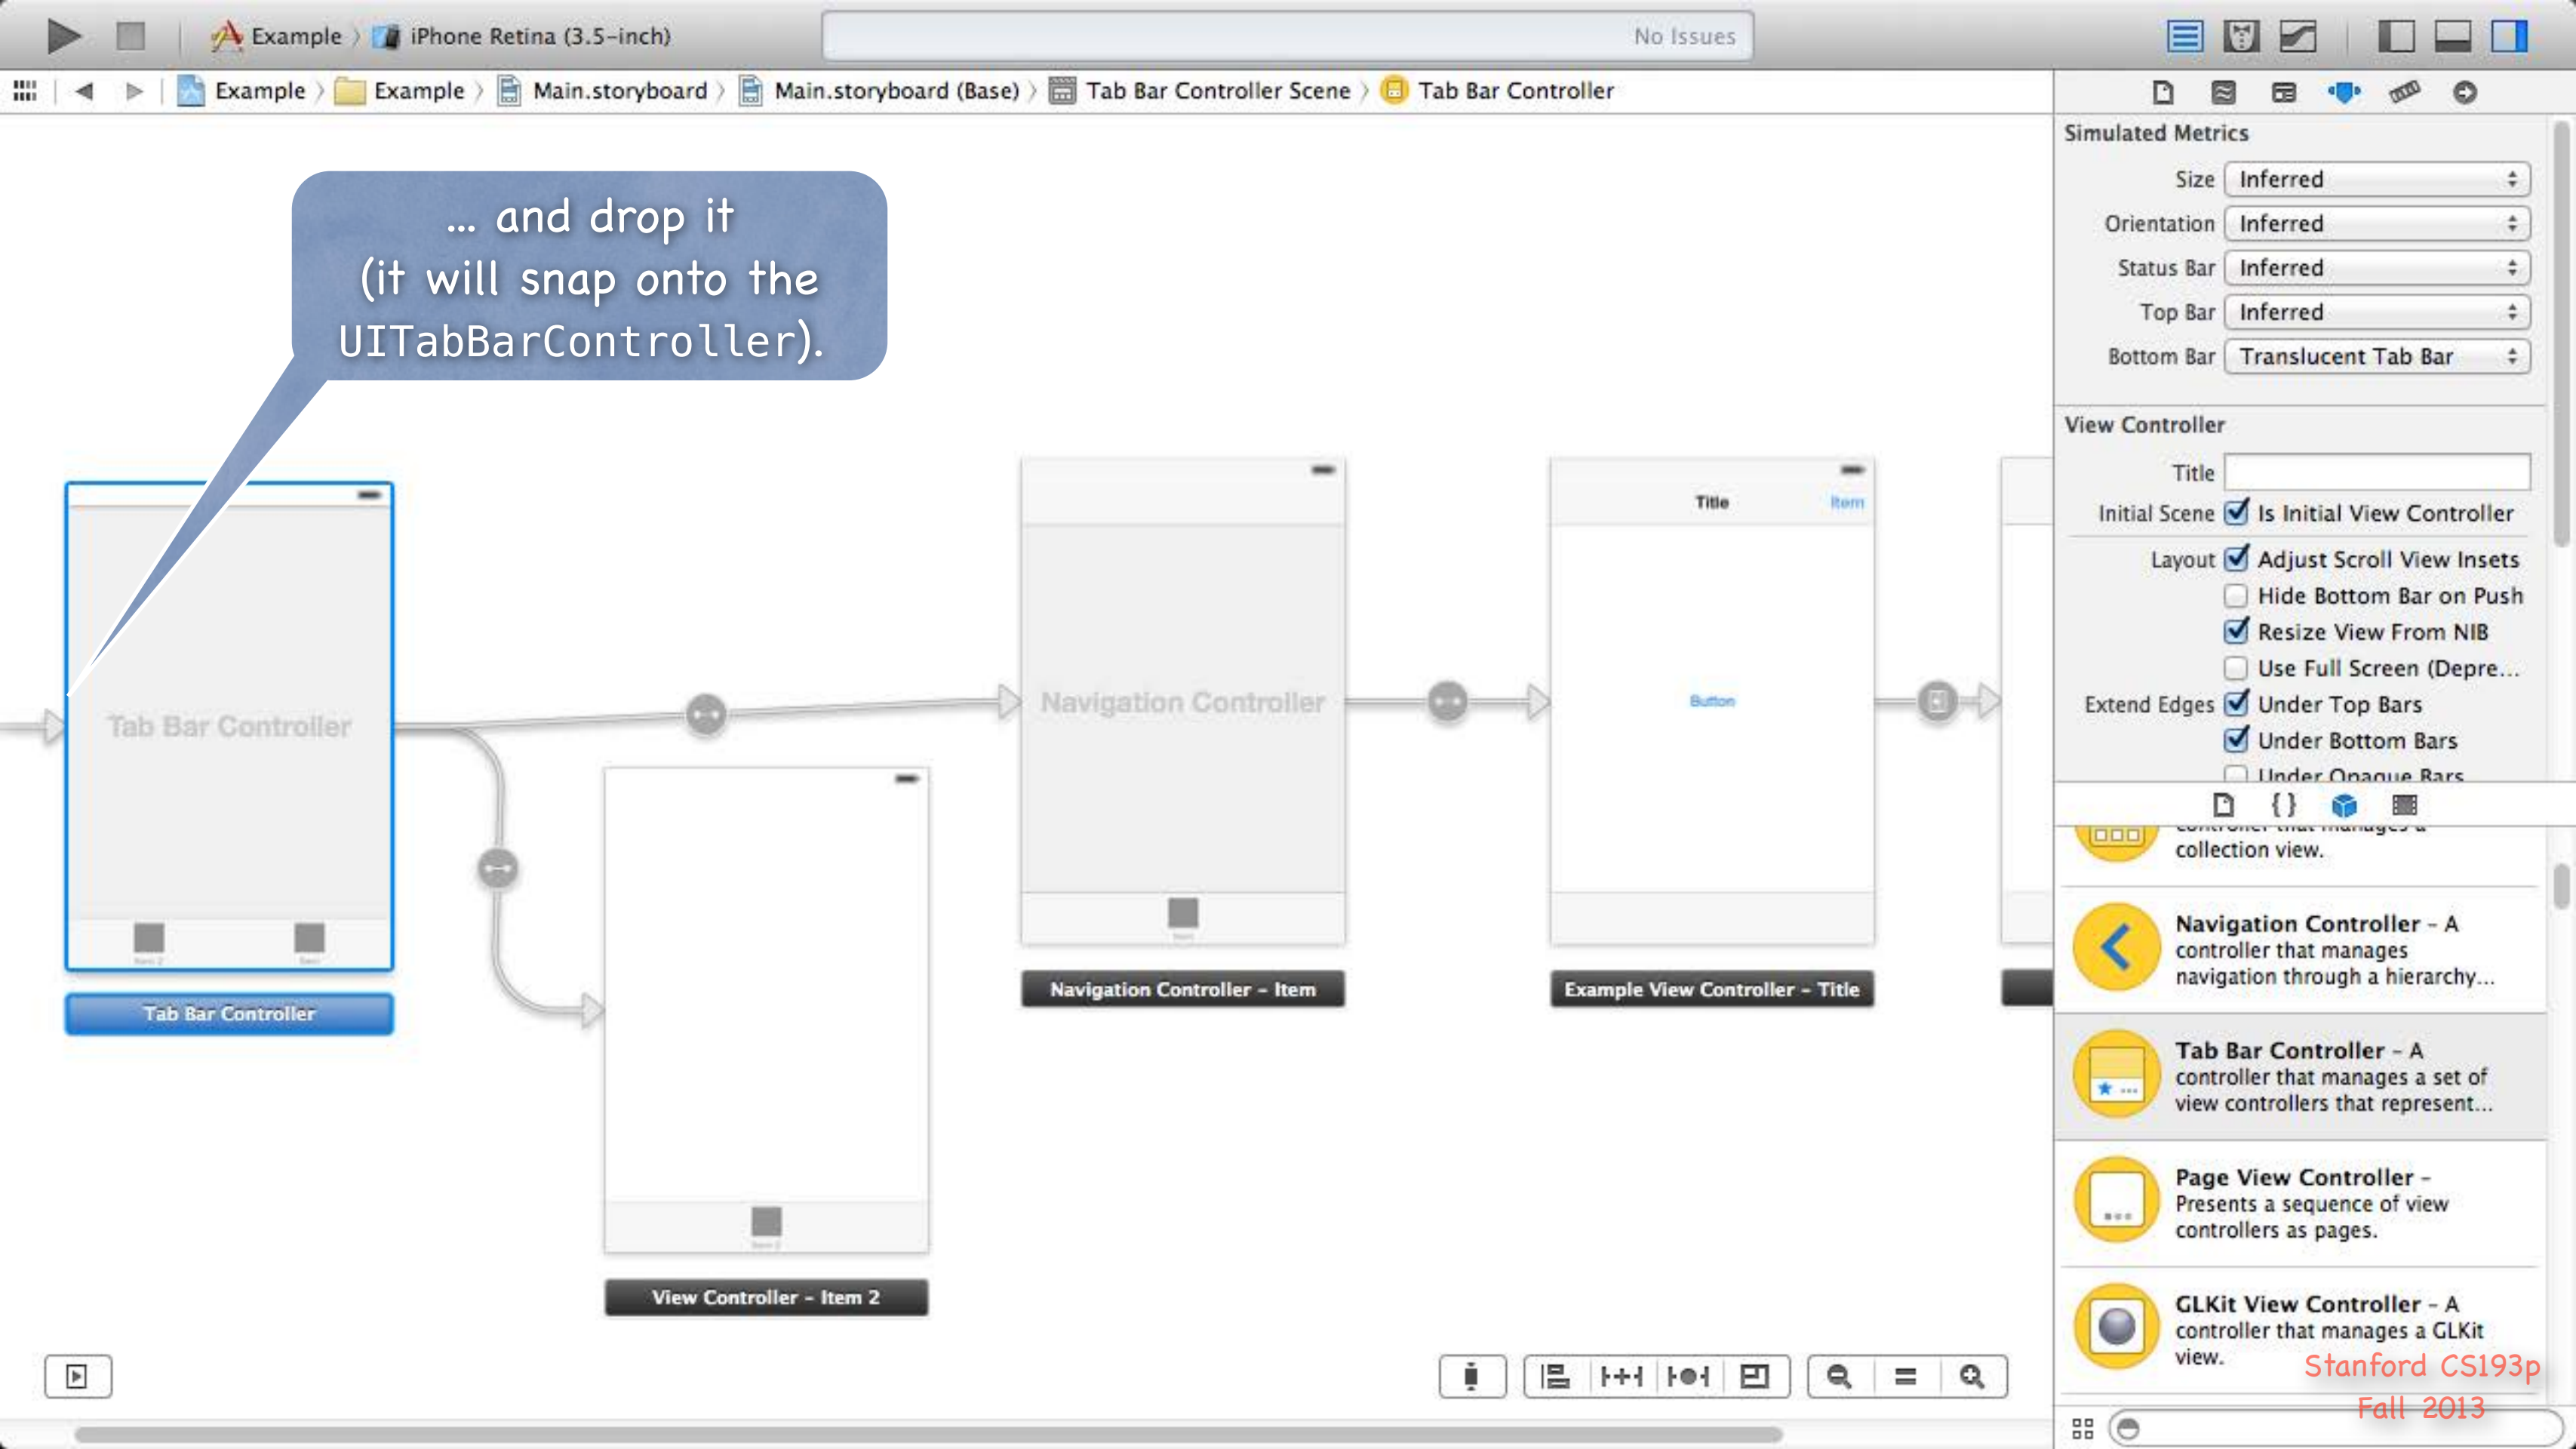 Example
iPhone Retina (3.5-inch)
No Issues
Example
Example
Main.storyboard
Main.storyboard (Base)
Tab Bar Controller Scene
Tab Bar Controller
... and drop it
(it will snap onto the
UITabBarController).
Tab Bar Controller
Tab Bar Controller
Navigation Controller
Navigation Controller - Item
Title
Item
Button
Example View Controller - Title
View Controller - Item 2
Simulated Metrics
Size Inferred
Orientation Inferred
Status Bar Inferred
Top Bar Inferred
Bottom Bar Translucent Tab Bar
View Controller
Title
Initial Scene Is Initial View Controller
Layout Adjust Scroll View Insets
Hide Bottom Bar on Push
Resize View From NIB
Use Full Screen (Depre...
Extend Edges Under Top Bars
Under Bottom Bars
Under Opaque Bars
{ }
controller that manages a
collection view.
Navigation Controller - A
controller that manages
navigation through a hierarchy...
Tab Bar Controller - A
controller that manages a set of
view controllers that represent...
Page View Controller -
Presents a sequence of view
controllers as pages.
GLKit View Controller - A
controller that manages a GLKit
view.
Stanford CS193p
Fall 2013